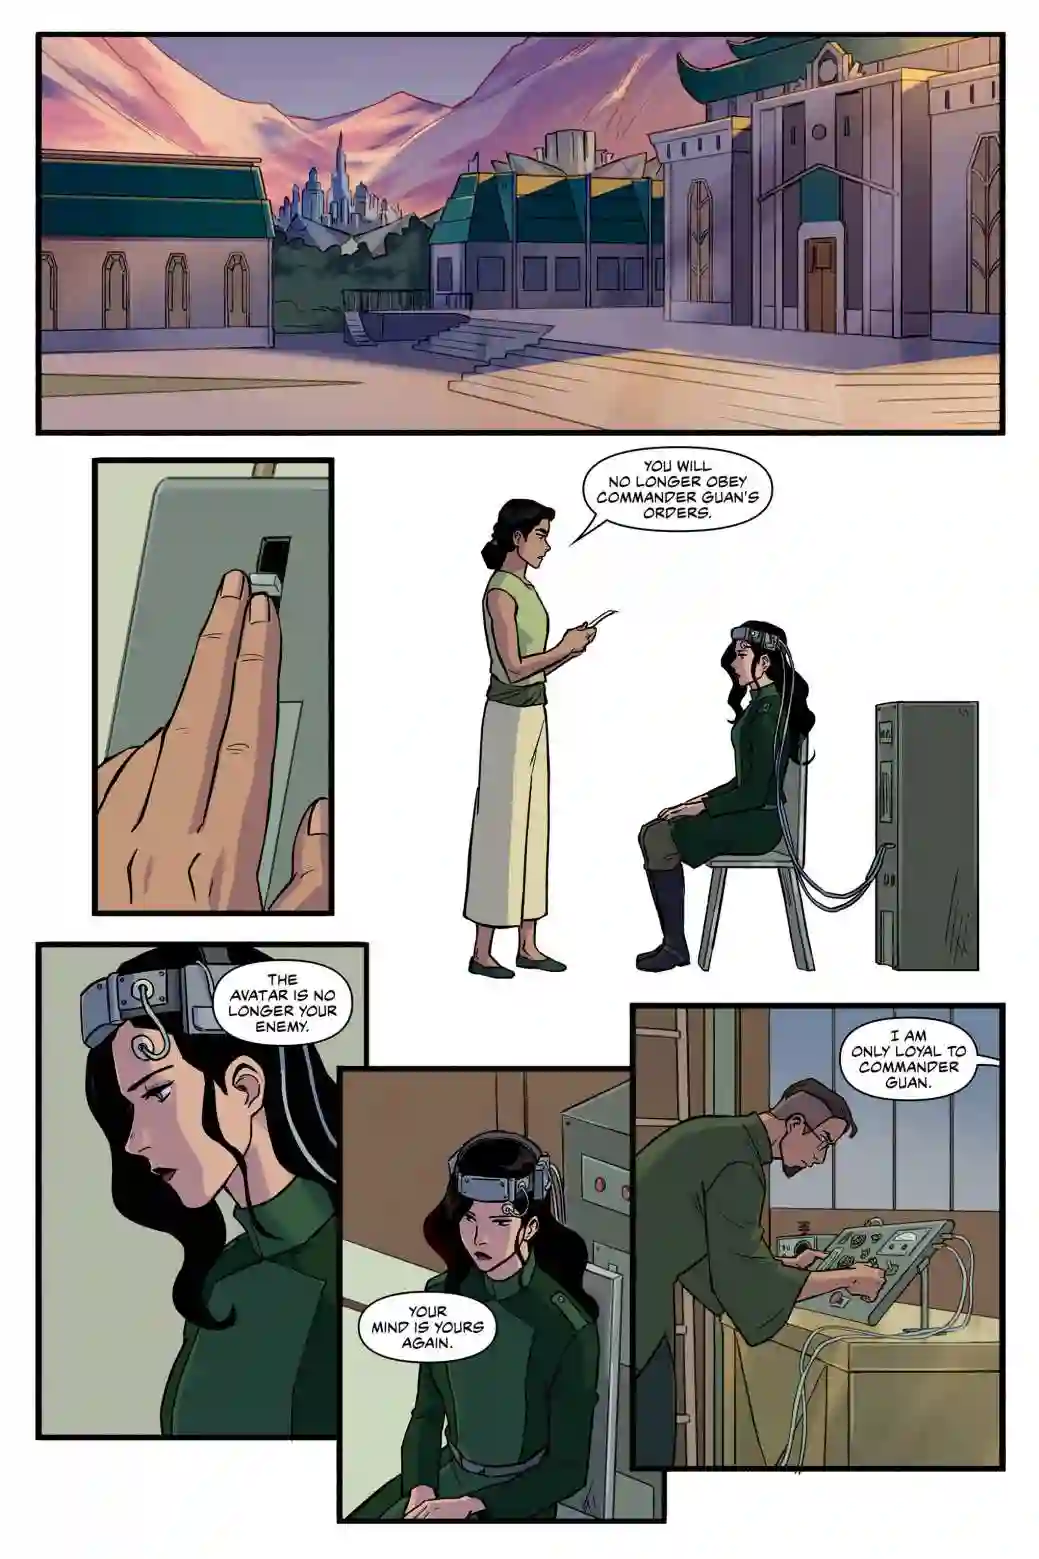 YOU WILL
NO LONGER OBEY
COMMANDER GUAN'S
ORDERS.
THE
AVATAR IS NO
LONGER YOUR
ENEMY.
YOUR
MIND IS YOURS
AGAIN.
I AM
ONLY LOYAL TO
COMMANDER
GUAN.